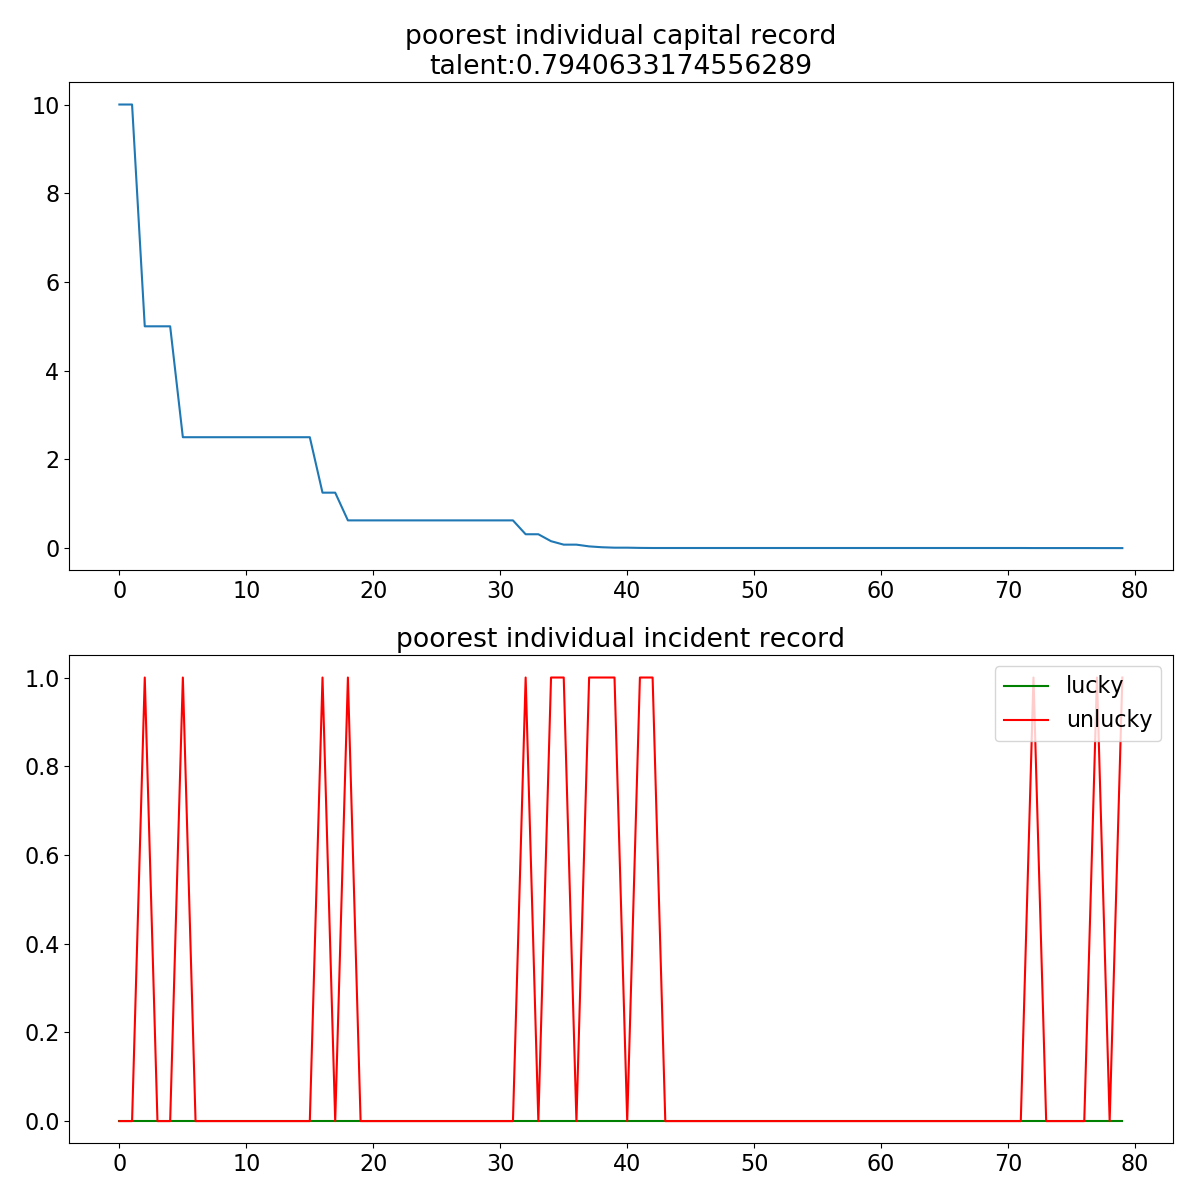 poorest individual capital record
talent:0.7940633174556289
10
8
6
4
2
0
0 10 20 30 40 50 60 70 80
poorest individual incident record
1.0
0.8
0.6
0.4
0.2
0.0
lucky
unlucky
0 10 20 30 40 50 60 70 80